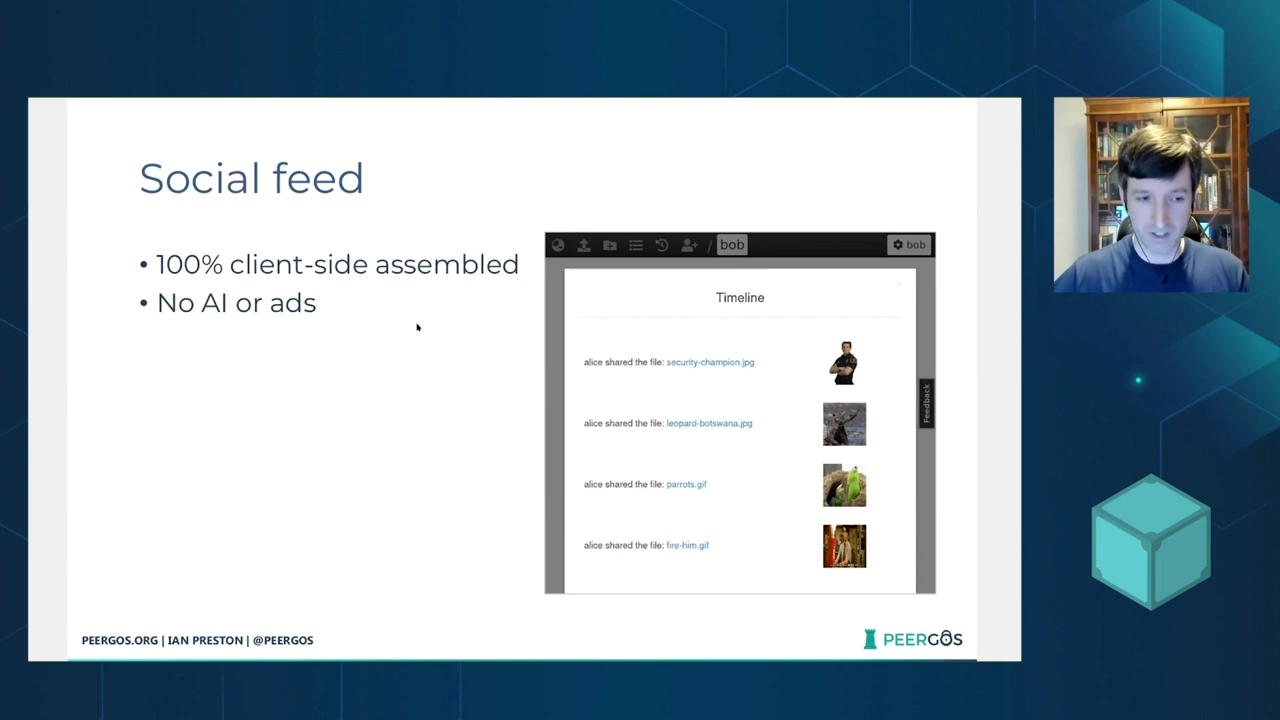 Social feed
• 100% client-side assembled
• No AI or ads
/ bob
bob
Timeline
alice shared the file: security-champion.jpg
alice shared the file: leopard-botswana.jpg
alice shared the file: parrots.gif
alice shared the file: fire-him.gif
Feedback
PEERGOS.ORG | IAN PRESTON | @PEERGOS
PEERGOS